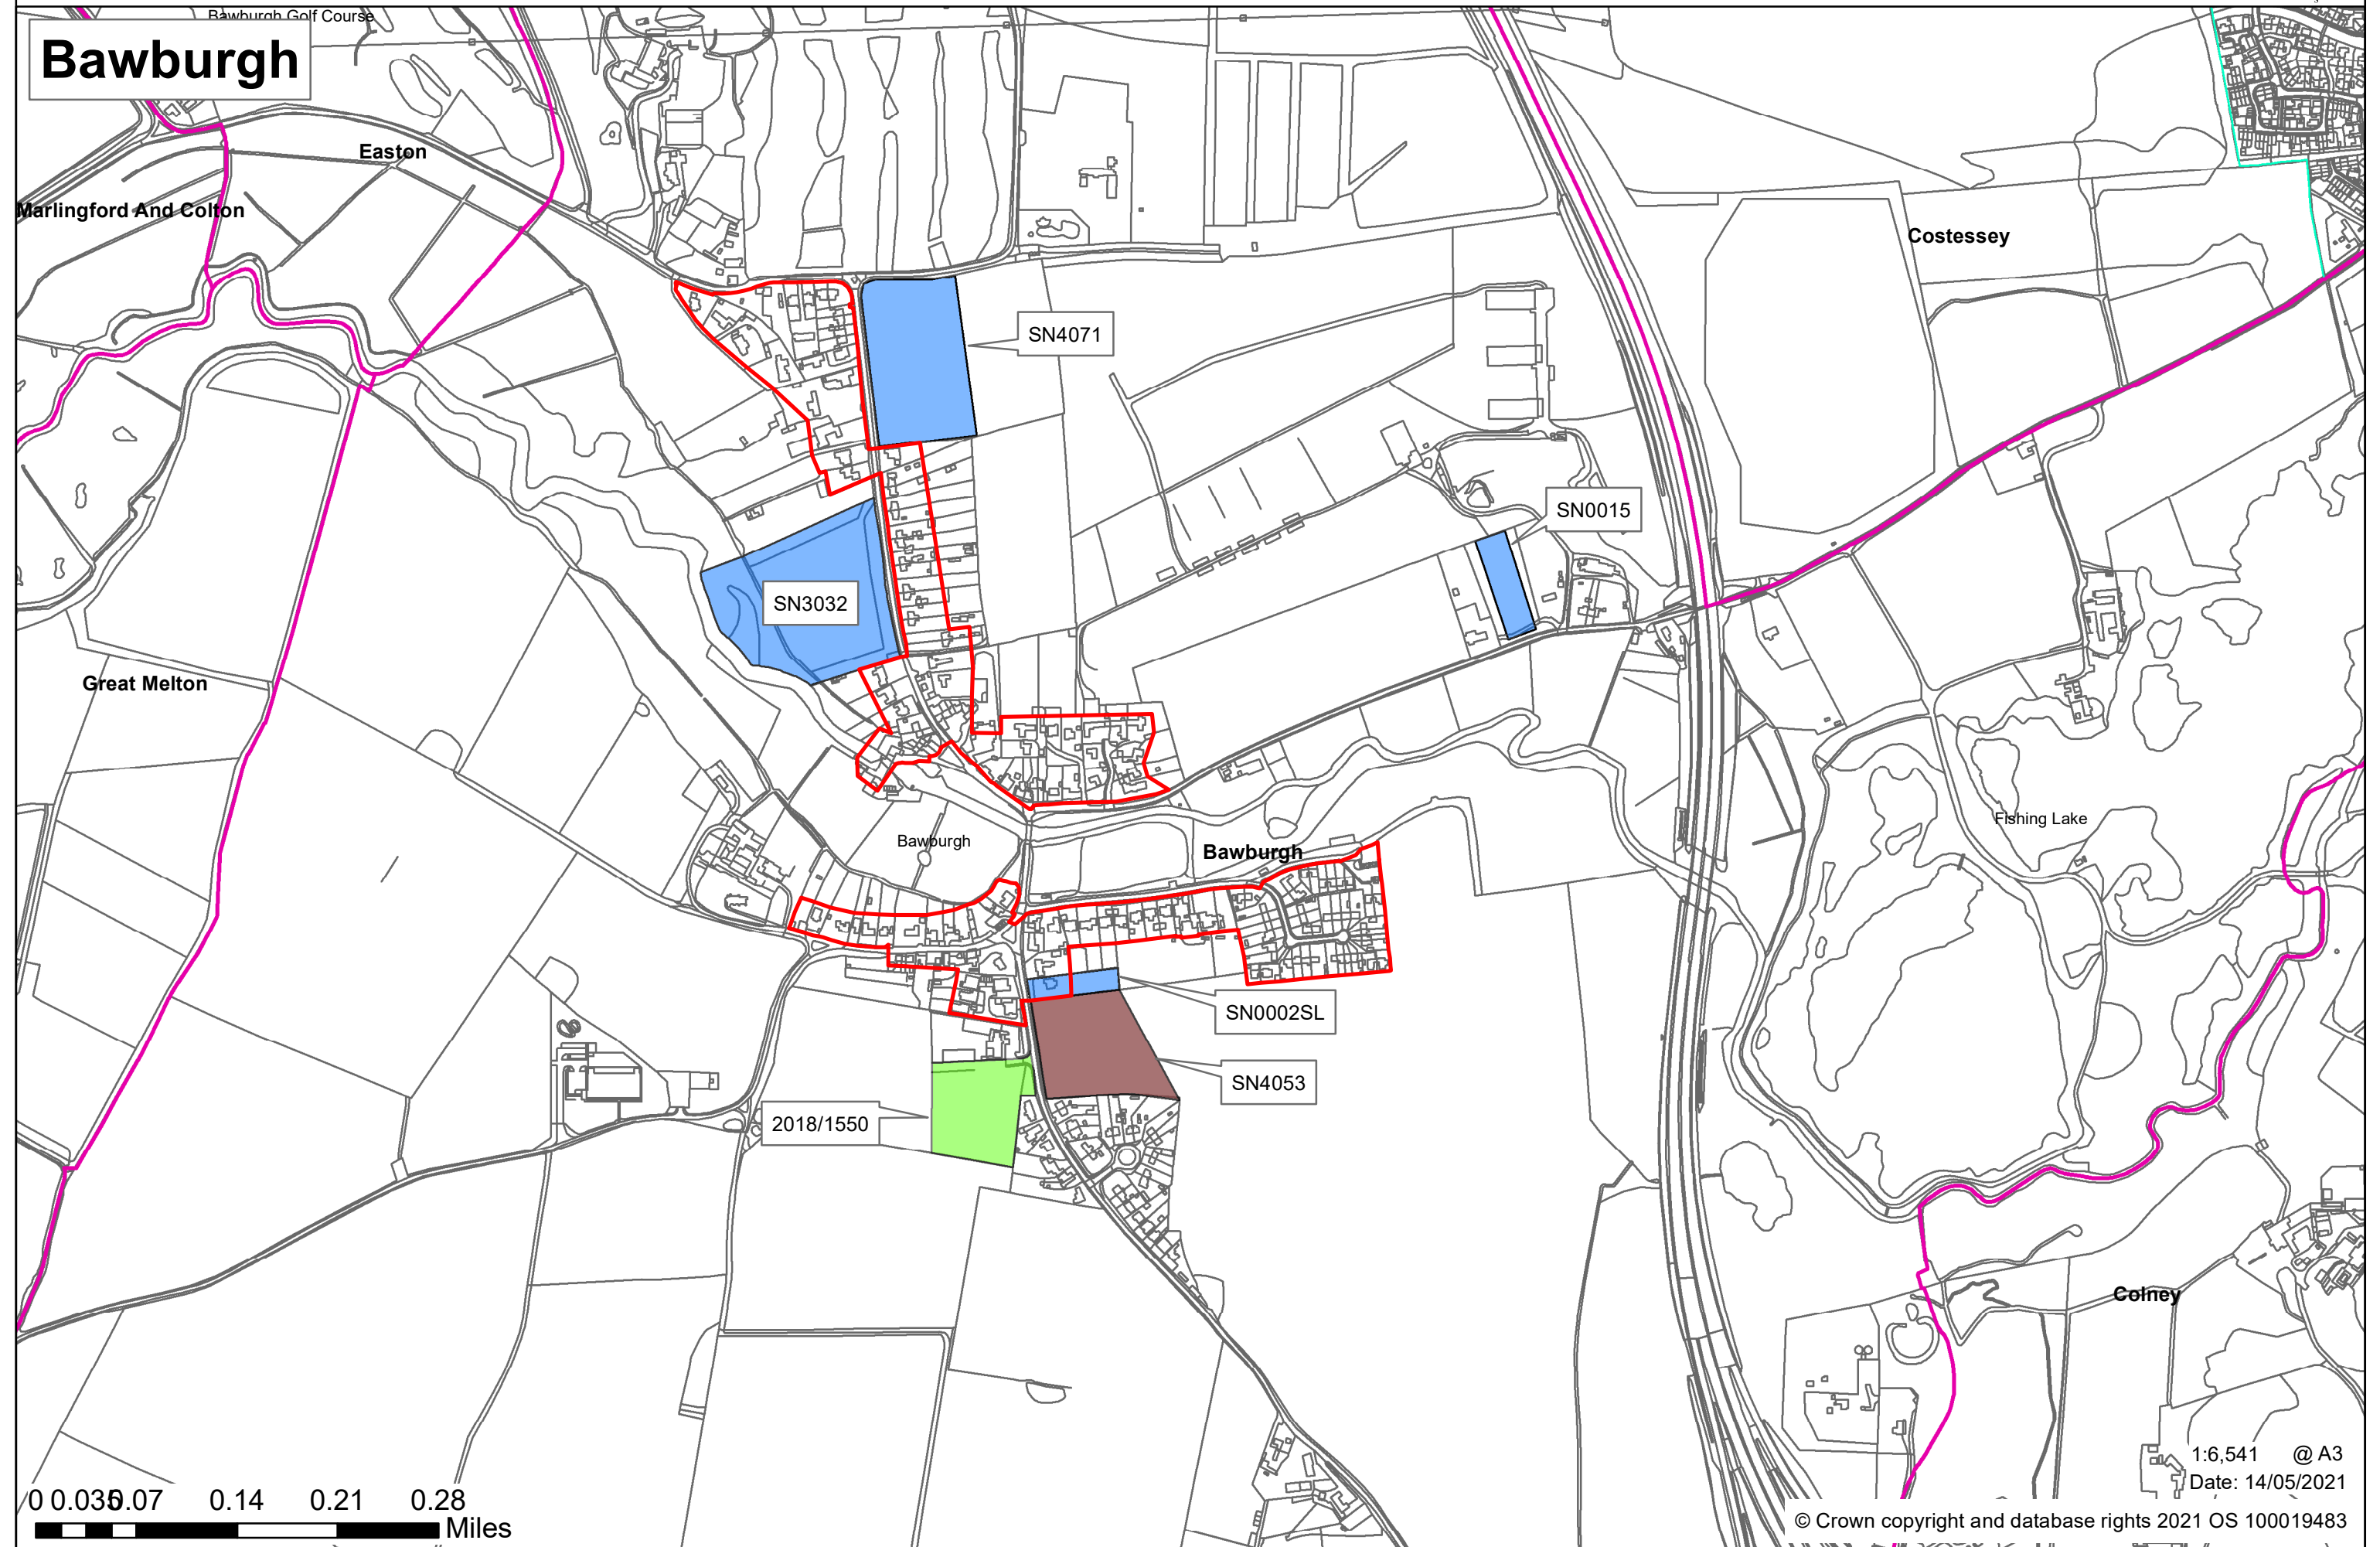 Bawburgh Golf Course
Bawburgh
Easton
Marlingford And Colton
Costessey
SN4071
SN0015
SN3032
Great Melton
Fishing Lake
Bawburgh
Bawburgh
SN0002SL
SN4053
2018/1550
Colney
1:6,541 @ A3
Date: 14/05/2021
0 0.035 0.07 0.14 0.21 0.28
Miles
© Crown copyright and database rights 2021 OS 100019483